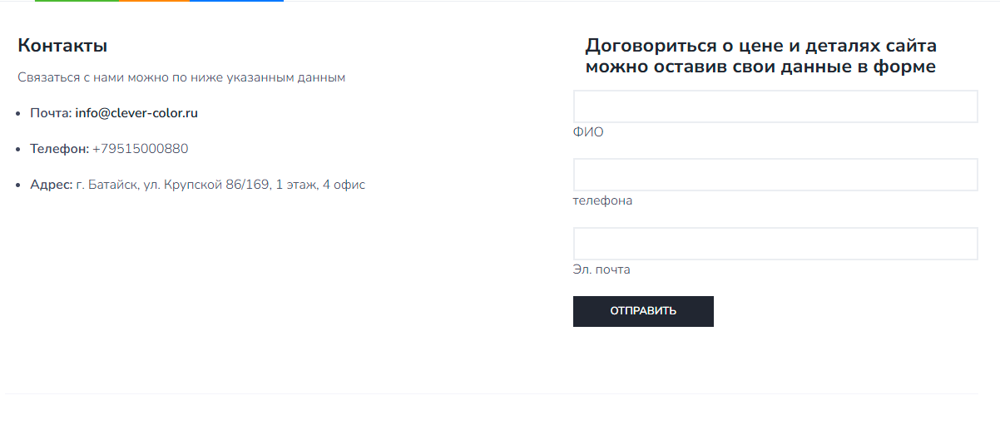 Контакты
Связаться с нами можно по ниже указанным данным
Почта: info@clever-color.ru
Телефон: +79515000880
Адрес: г. Батайск, ул. Крупской 86/169, 1 этаж, 4 офис
Договориться о цене и деталях сайта
можно оставив свои данные в форме
ФИО
телефона
Эл. почта
ОТПРАВИТЬ